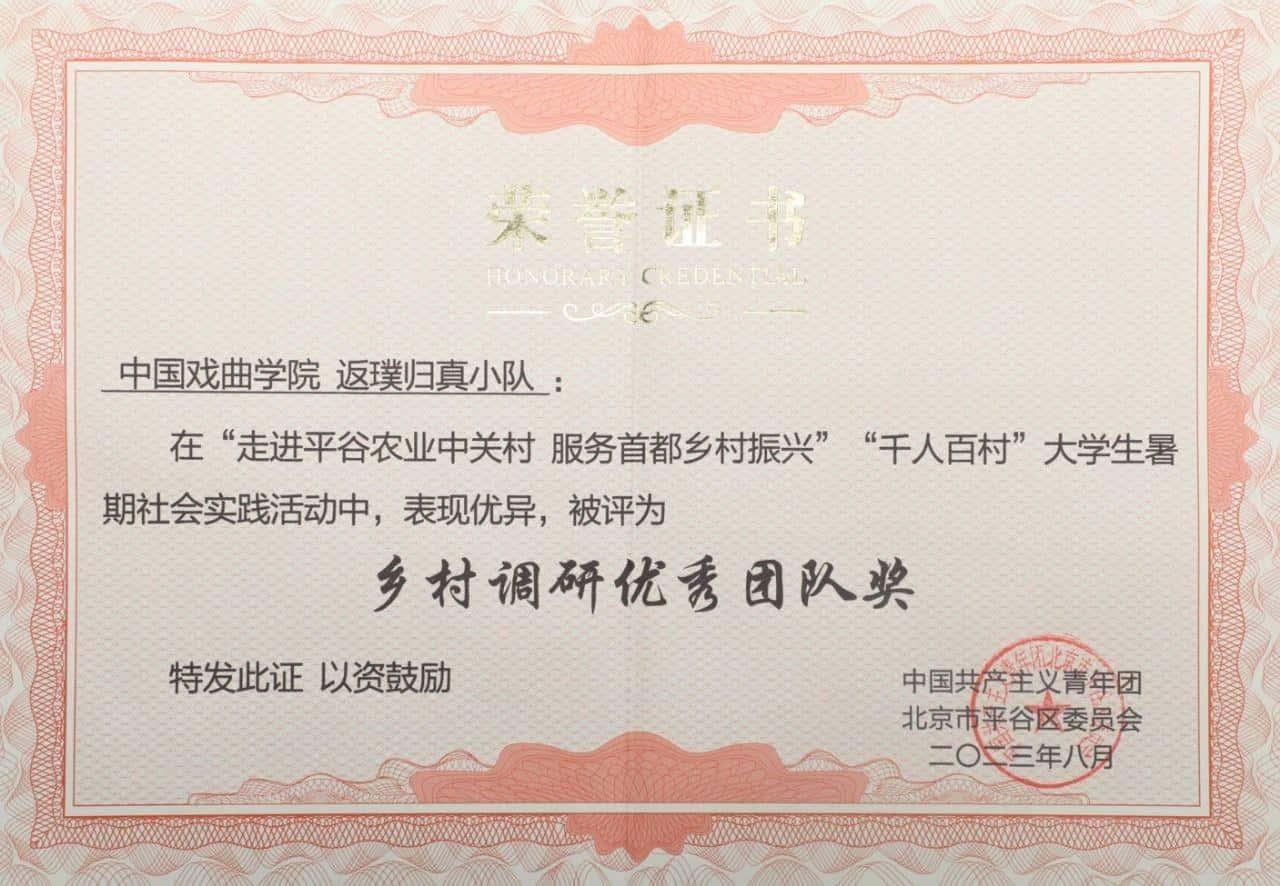 荣誉证书
HONORARY CREDENTIAL
中国戏曲学院 返璞归真小队：
在“走进平谷农业中关村 服务首都乡村振兴”“千人百村”大学生暑
期社会实践活动中，表现优异，被评为
乡村调研优秀团队奖
特发此证 以资鼓励
中国共产主义青年团
北京市平谷区委员会
二〇二三年八月